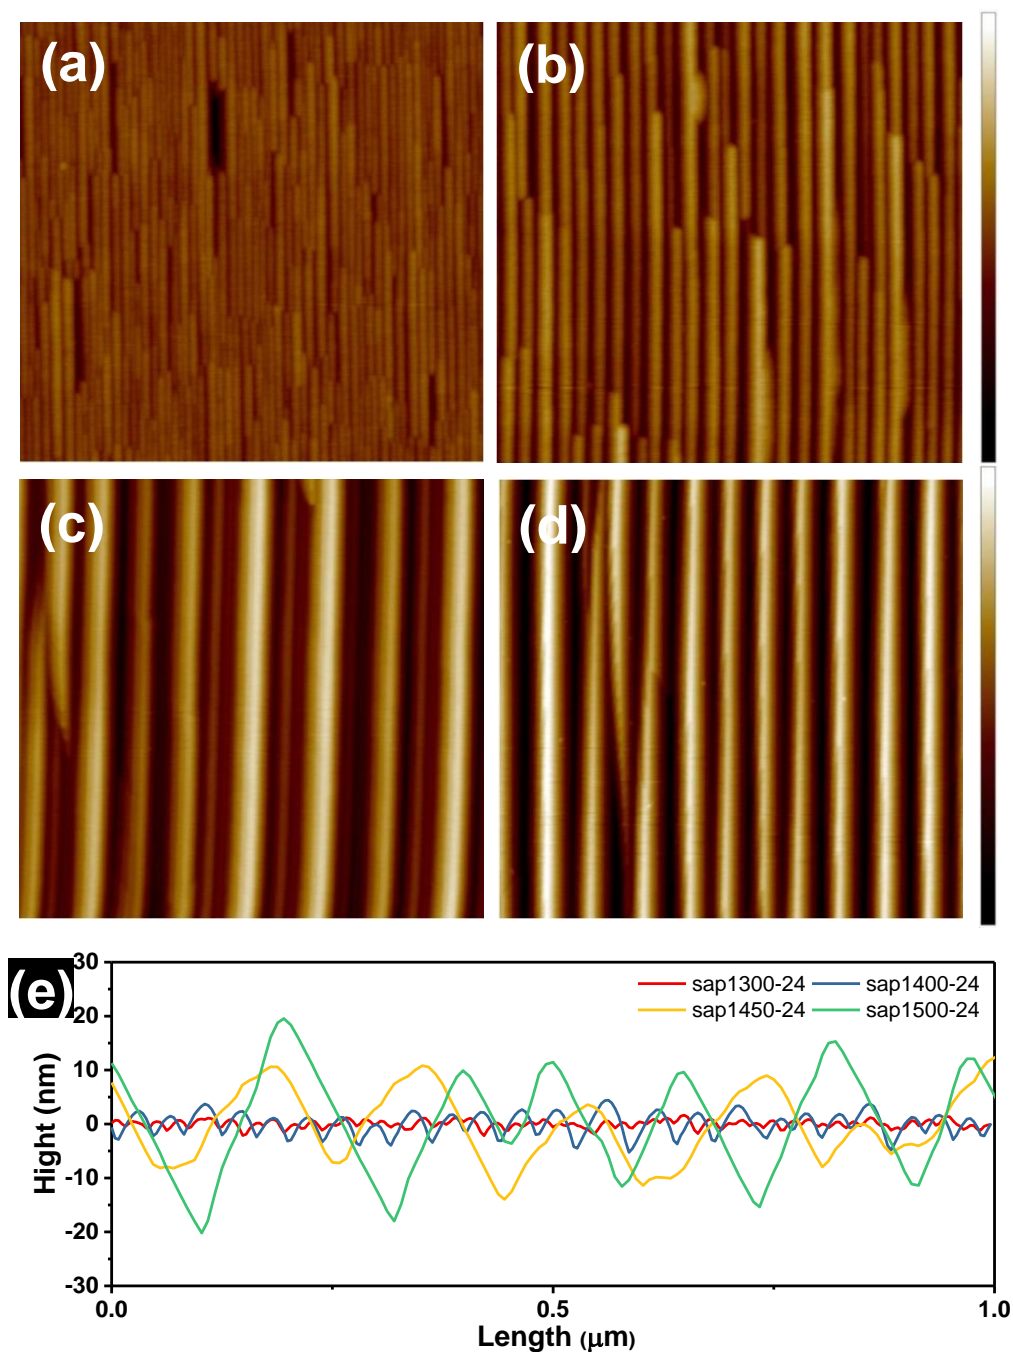 (a)
(b)
(c)
(d)
(e)
30
20
10
0
-10
-20
-30
Hight (nm)
sap1300-24 sap1400-24
sap1450-24 sap1500-24
0.0 0.5 1.0
Length (μm)